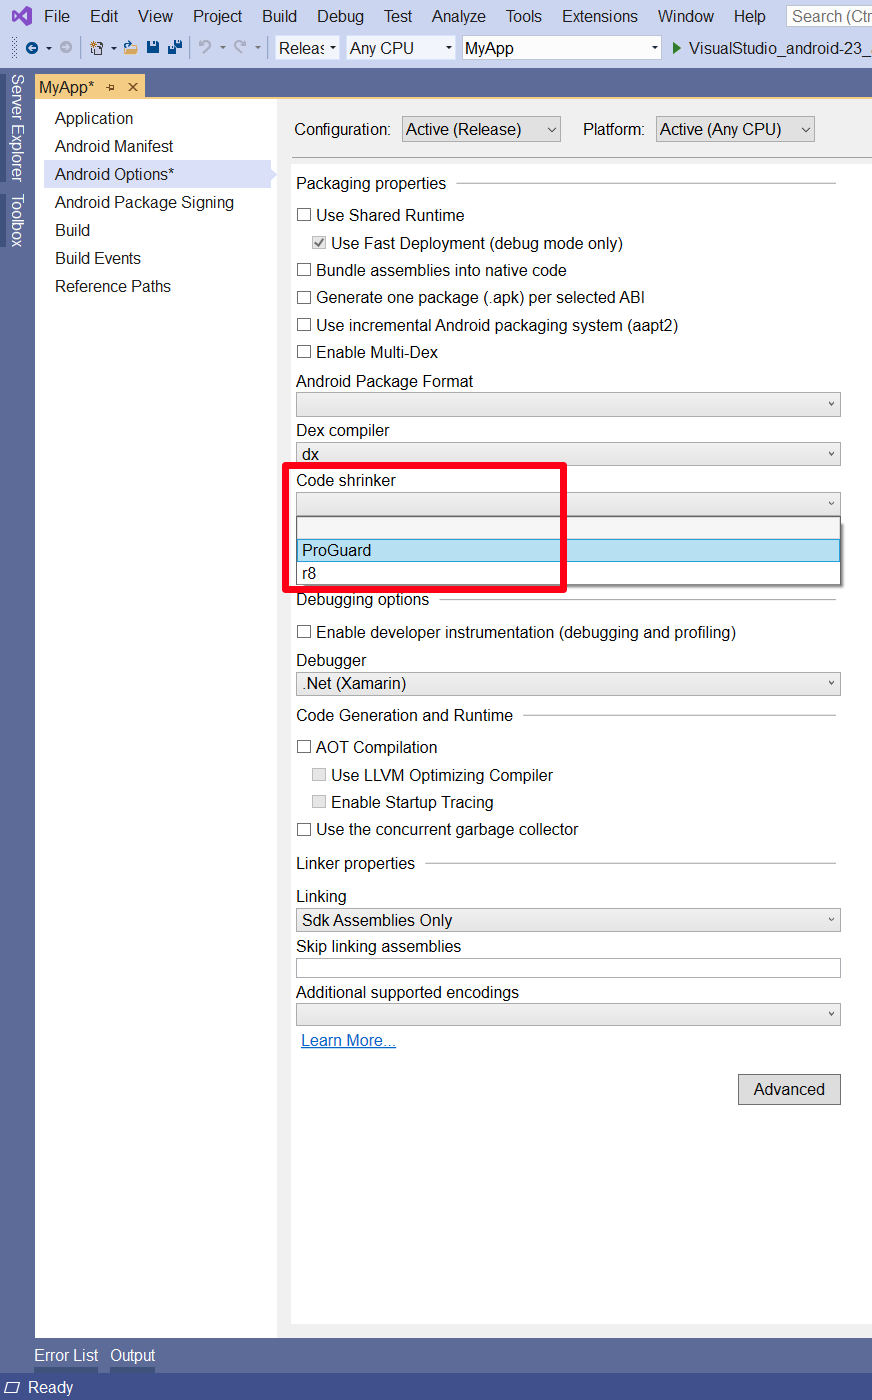 File Edit View Project Build Debug Test Analyze Tools Extensions Window Help Search (Ctr
Releas Any CPU MyApp VisualStudio_android-23_
Server Explorer
Toolbox
MyApp*
Application
Android Manifest
Android Options*
Android Package Signing
Build
Build Events
Reference Paths
Configuration: Active (Release) Platform: Active (Any CPU)
Packaging properties
Use Shared Runtime
Use Fast Deployment (debug mode only)
Bundle assemblies into native code
Generate one package (.apk) per selected ABI
Use incremental Android packaging system (aapt2)
Enable Multi-Dex
Android Package Format
Dex compiler
dx
Code shrinker
ProGuard
r8
Debugging options
Enable developer instrumentation (debugging and profiling)
Debugger
.Net (Xamarin)
Code Generation and Runtime
AOT Compilation
Use LLVM Optimizing Compiler
Enable Startup Tracing
Use the concurrent garbage collector
Linker properties
Linking
Sdk Assemblies Only
Skip linking assemblies
Additional supported encodings
Learn More...
Advanced
Error List Output
Ready